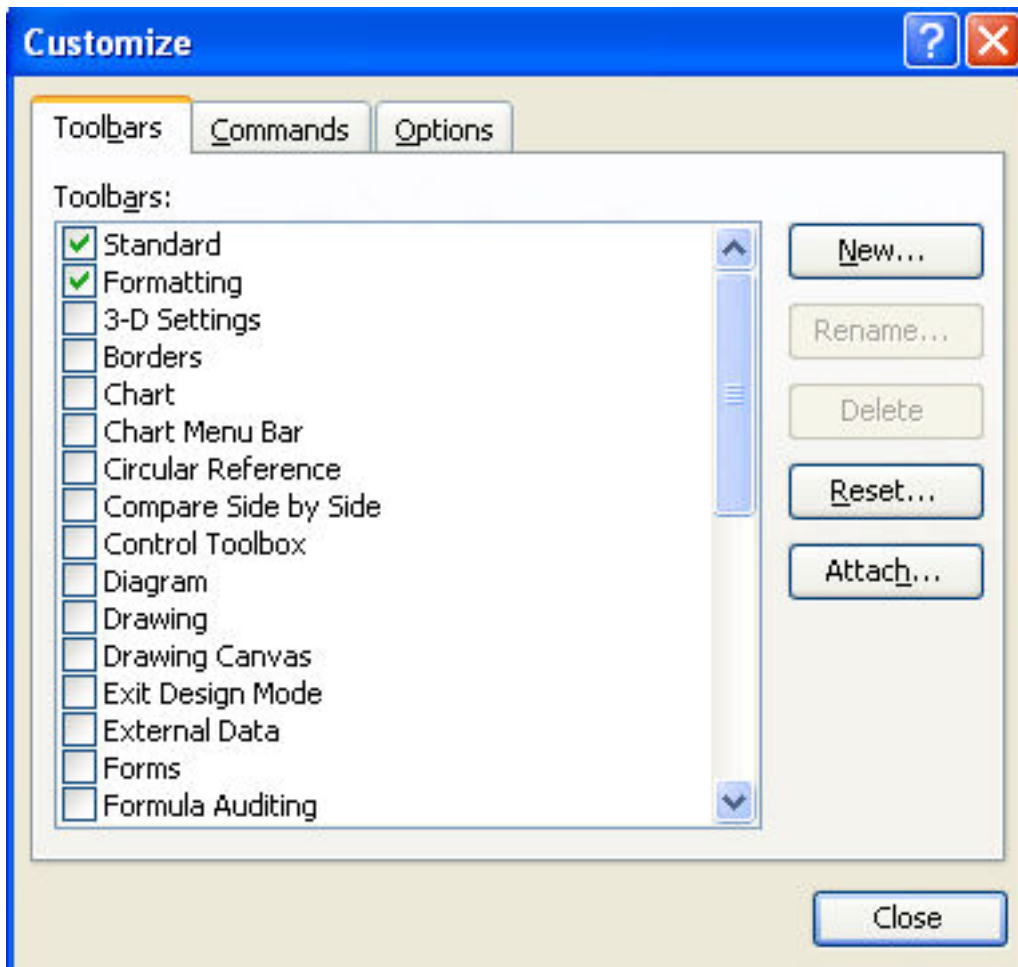 Customize
Toolbars Commands Options
Toolbars:
Standard
Formatting
3-D Settings
Borders
Chart
Chart Menu Bar
Circular Reference
Compare Side by Side
Control Toolbox
Diagram
Drawing
Drawing Canvas
Exit Design Mode
External Data
Forms
Formula Auditing
New...
Rename...
Delete
Reset...
Attach...
Close